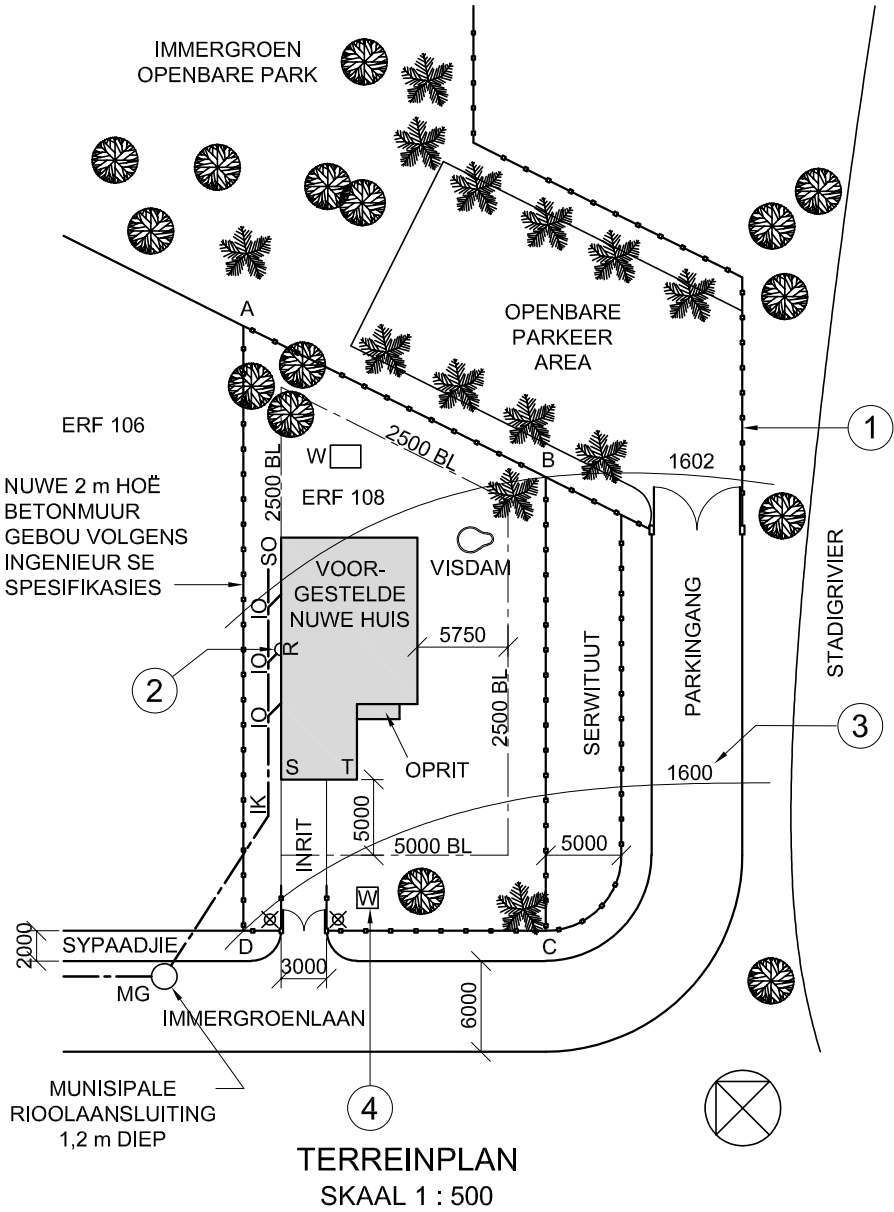 IMMERGROEN
OPENBARE PARK
A
OPENBARE
PARKEER
AREA
1
ERF 106
2500 BL
W
B
1602
2500 BL
ERF 108
NUWE 2 m HOË
BETONMUUR
GEBOU VOLGENS
INGENIEUR SE
SPESIFIKASIES
SO
VOOR-
GESTELDE
NUWE HUIS
VISDAM
IO
R
IO
2
5750
2500 BL
SERWITUUT
PARKINGANG
STADIGRIVIER
IO
3
S
T
OPRIT
1600
IK
INRIT
5000
5000 BL
5000
W
2000
SYPAADJIE
D
C
3000
MG
IMMERGROENLAAN
6000
MUNISIPALE
RIOOLAANSLUITING
1,2 m DIEP
4
TERREINPLAN
SKAAL 1 : 500